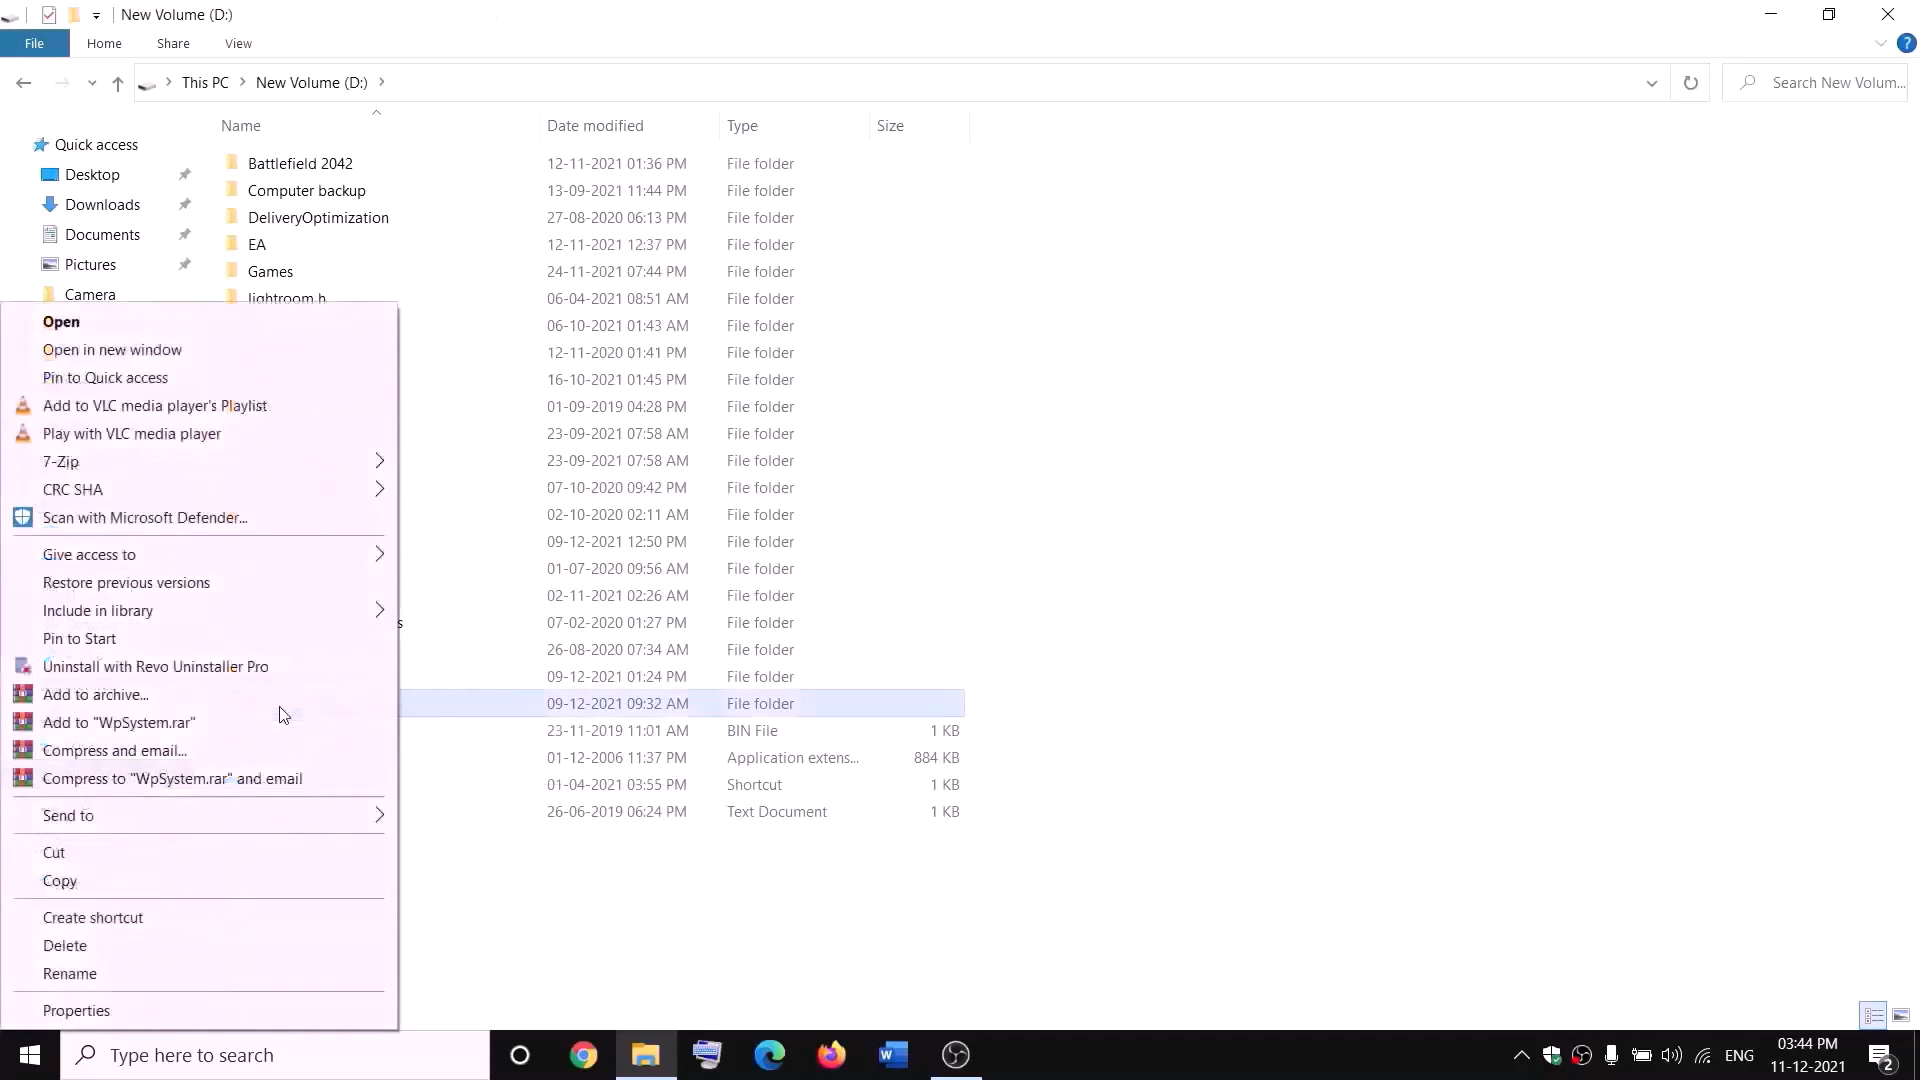 New Volume (D:)
File Home Share View
This PC New Volume (D:) Search New Volum...
Name Date modified Type Size
Quick access
Desktop
Downloads
Documents
Pictures
Camera
Battlefield 2042 12-11-2021 01:36 PM File folder
Computer backup 13-09-2021 11:44 PM File folder
DeliveryOptimization 27-08-2020 06:13 PM File folder
EA 12-11-2021 12:37 PM File folder
Games 24-11-2021 07:44 PM File folder
lightroom h 06-04-2021 08:51 AM File folder
06-10-2021 01:43 AM File folder
12-11-2020 01:41 PM File folder
16-10-2021 01:45 PM File folder
01-09-2019 04:28 PM File folder
23-09-2021 07:58 AM File folder
23-09-2021 07:58 AM File folder
07-10-2020 09:42 PM File folder
02-10-2020 02:11 AM File folder
09-12-2021 12:50 PM File folder
01-07-2020 09:56 AM File folder
02-11-2021 02:26 AM File folder
s 07-02-2020 01:27 PM File folder
26-08-2020 07:34 AM File folder
09-12-2021 01:24 PM File folder
09-12-2021 09:32 AM File folder
23-11-2019 11:01 AM BIN File 1 KB
01-12-2006 11:37 PM Application extens... 884 KB
01-04-2021 03:55 PM Shortcut 1 KB
26-06-2019 06:24 PM Text Document 1 KB
Open
Open in new window
Pin to Quick access
Add to VLC media player's Playlist
Play with VLC media player
7-Zip
CRC SHA
Scan with Microsoft Defender...
Give access to
Restore previous versions
Include in library
Pin to Start
Uninstall with Revo Uninstaller Pro
Add to archive...
Add to "WpSystem.rar"
Compress and email...
Compress to "WpSystem.rar" and email
Send to
Cut
Copy
Create shortcut
Delete
Rename
Properties
Type here to search
ENG
03:44 PM
11-12-2021
2